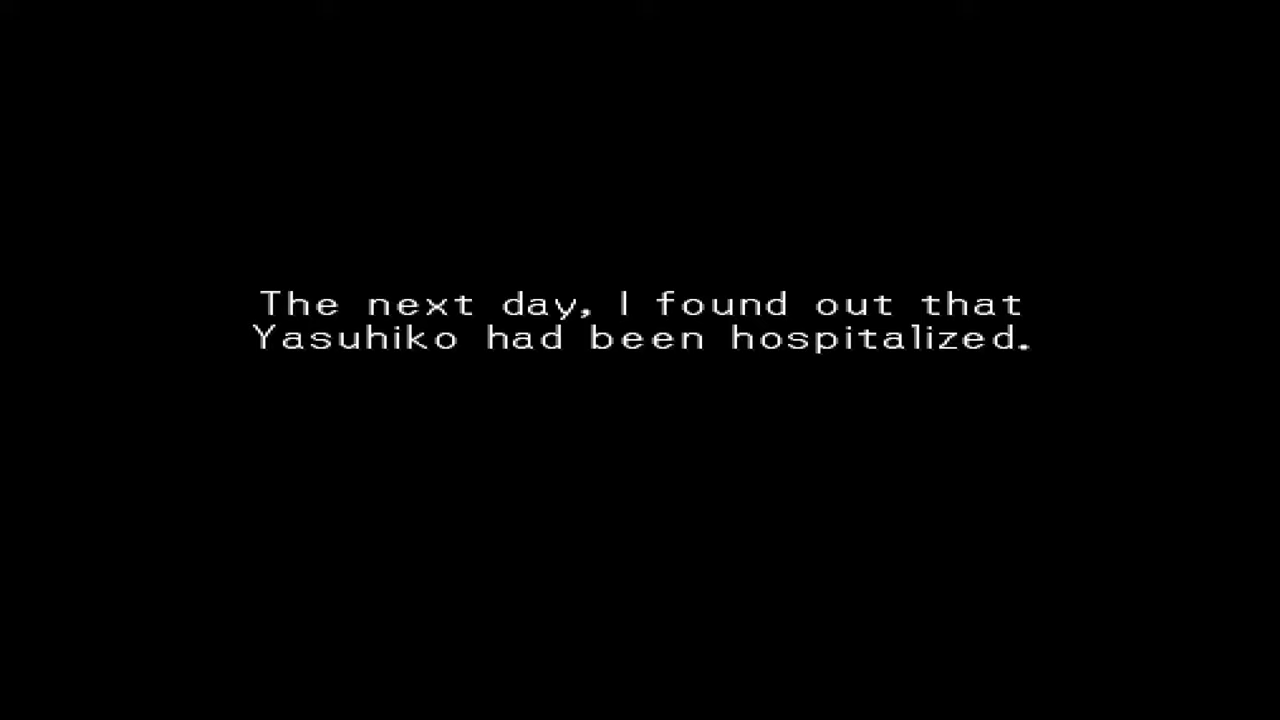 The next day, I found out that
Yasuhiko had been hospitalized.